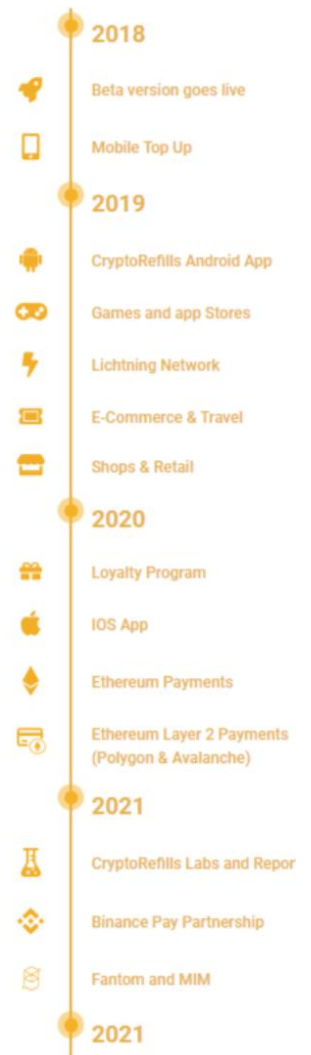 2018
Beta version goes live
Mobile Top Up
2019
CryptoRefills Android App
Games and app Stores
Lichtning Network
E-Commerce & Travel
Shops & Retail
2020
Loyalty Program
IOS App
Ethereum Payments
Ethereum Layer 2 Payments
(Polygon & Avalanche)
2021
CryptoRefills Labs and Repor
Binance Pay Partnership
Fantom and MIM
2021